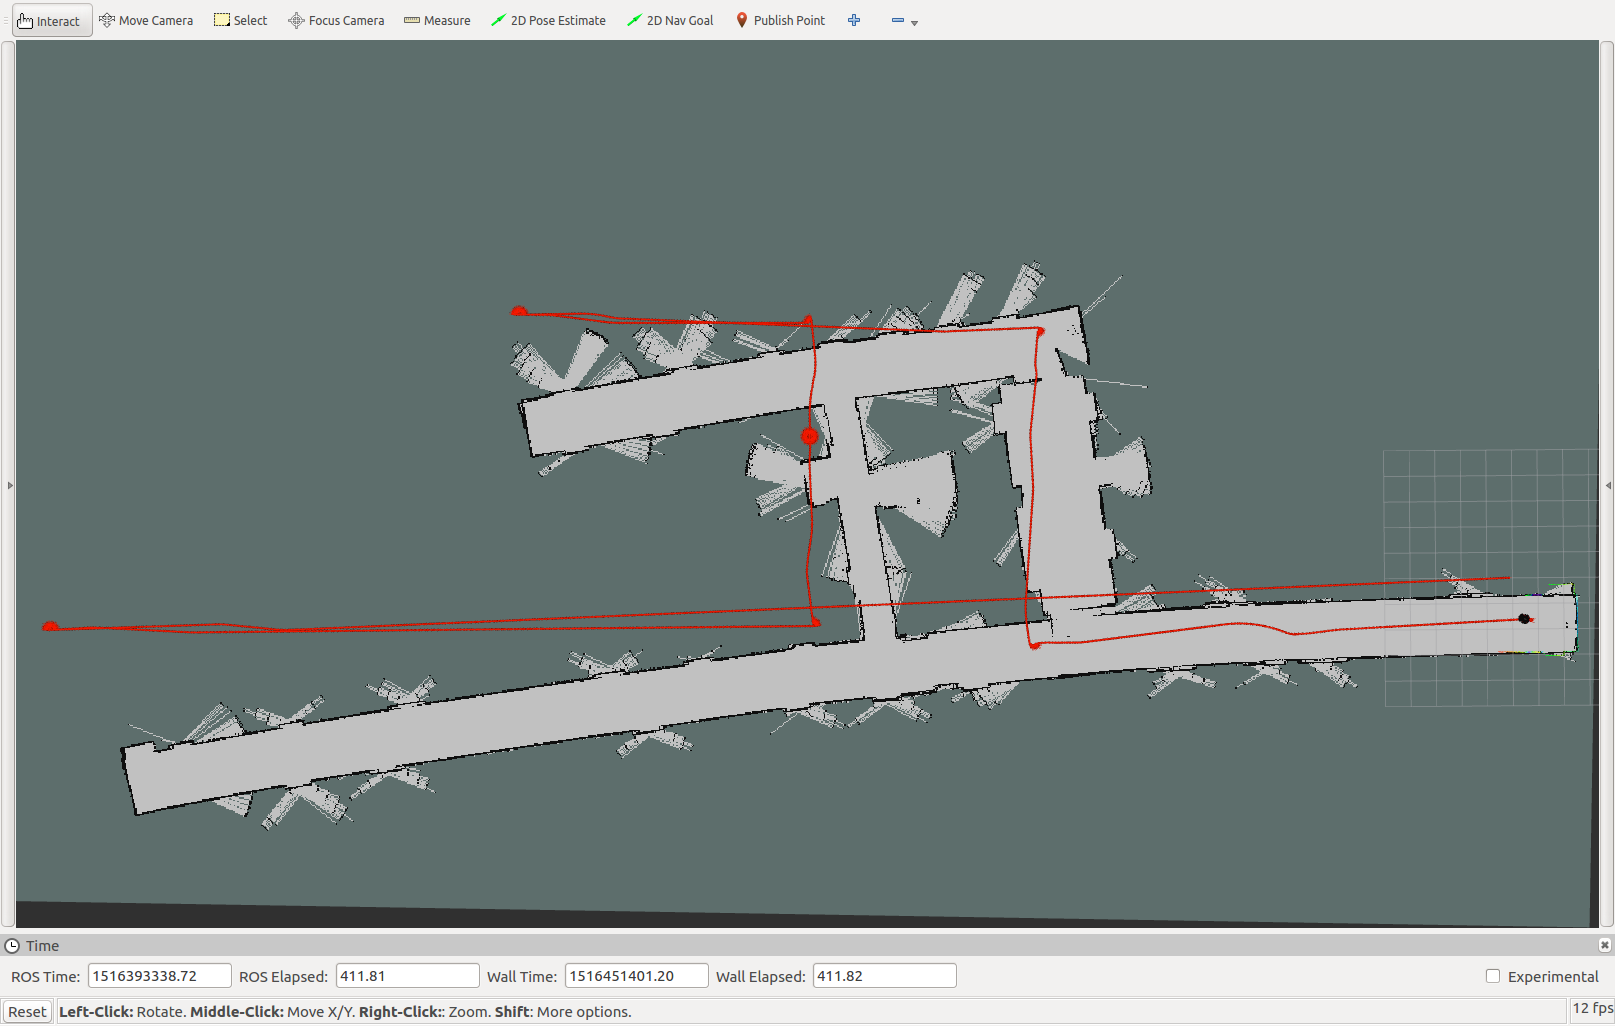 Interact Move Camera Select Focus Camera Measure 2D Pose Estimate 2D Nav Goal Publish Point
Time
ROS Time: 1516393338.72 ROS Elapsed: 411.81 Wall Time: 1516451401.20 Wall Elapsed: 411.82 Experimental
Reset Left-Click: Rotate. Middle-Click: Move X/Y. Right-Click:: Zoom. Shift: More options. 12 fps